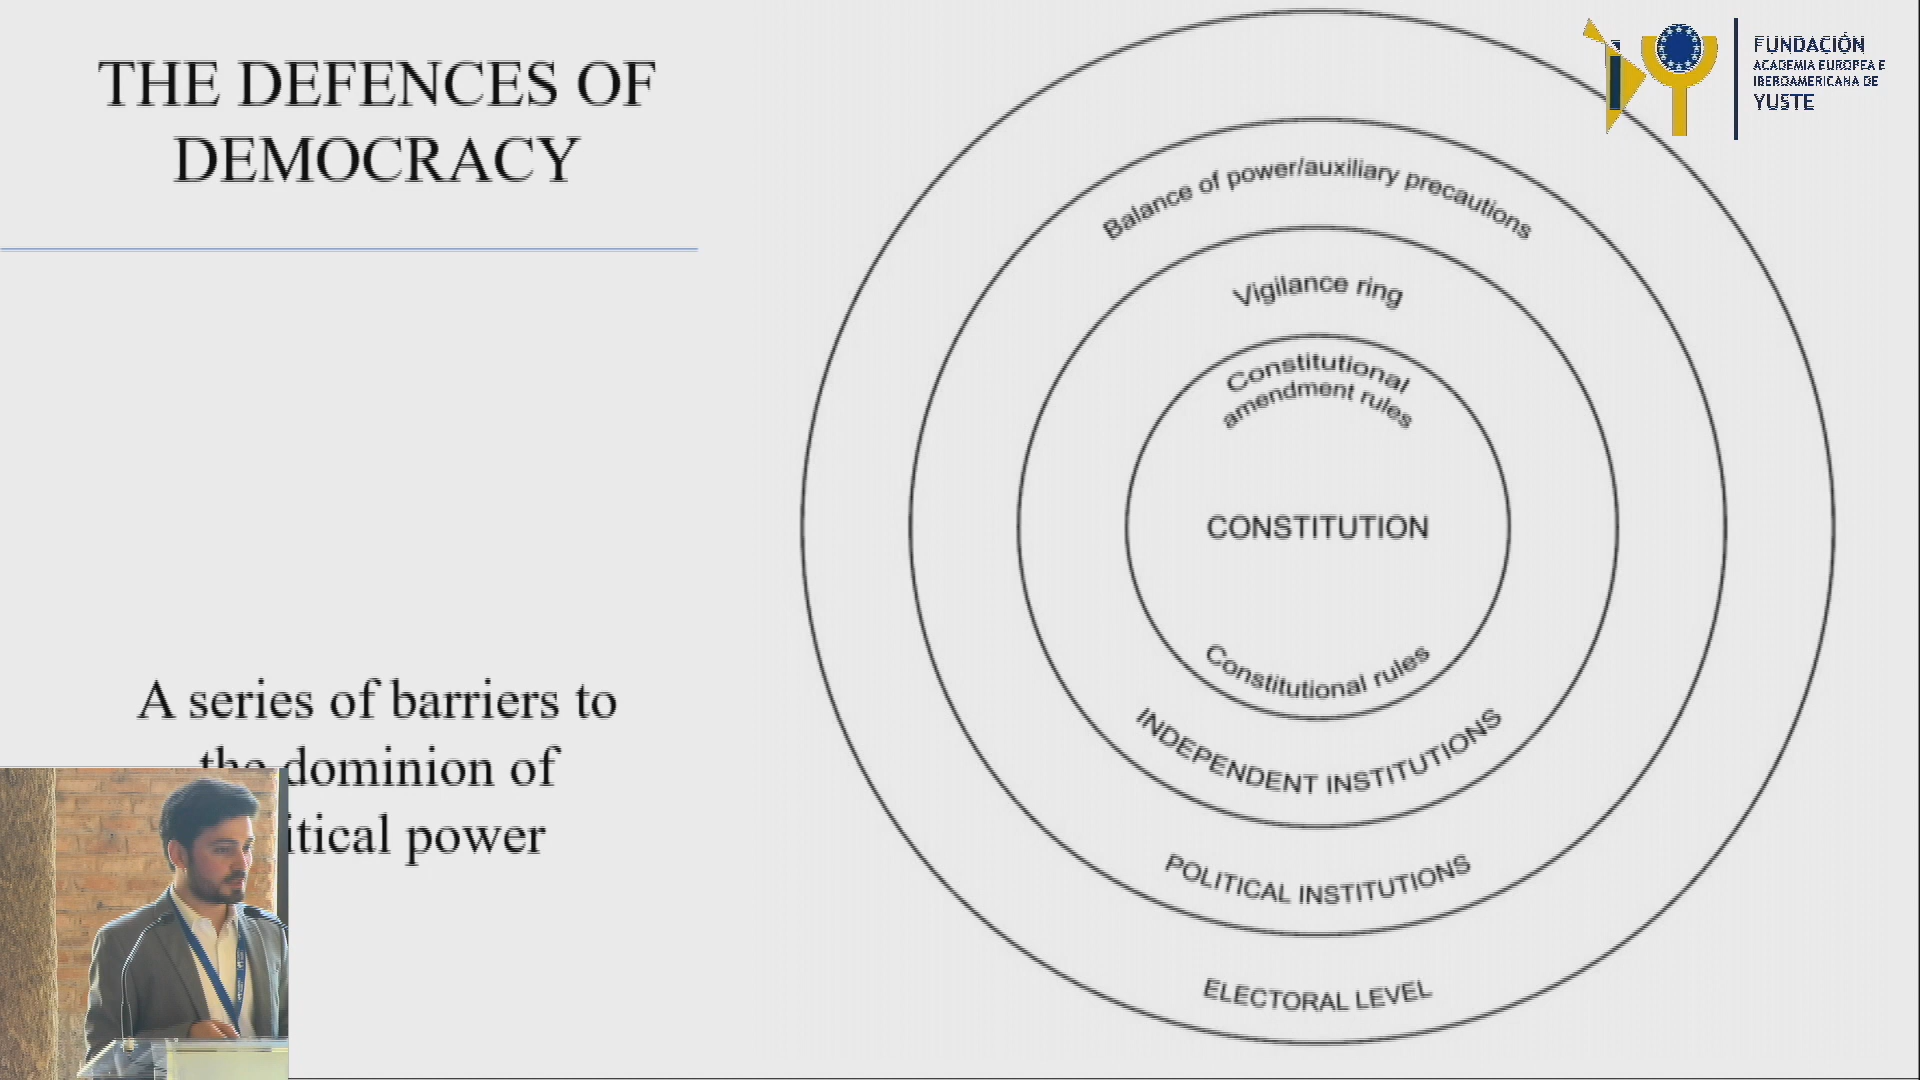 THE DEFENCES OF
DEMOCRACY
A series of barriers to
the dominion of
itical power
Balance of power/auxiliary precautions
Vigilance ring
Constitutional
amendment rules
CONSTITUTION
Constitutional rules
INDEPENDENT INSTITUTIONS
POLITICAL INSTITUTIONS
ELECTORAL LEVEL
FUNDACIÓN
ACADEMIA EUROPEA E
IBEROAMERICANA DE
YUSTE